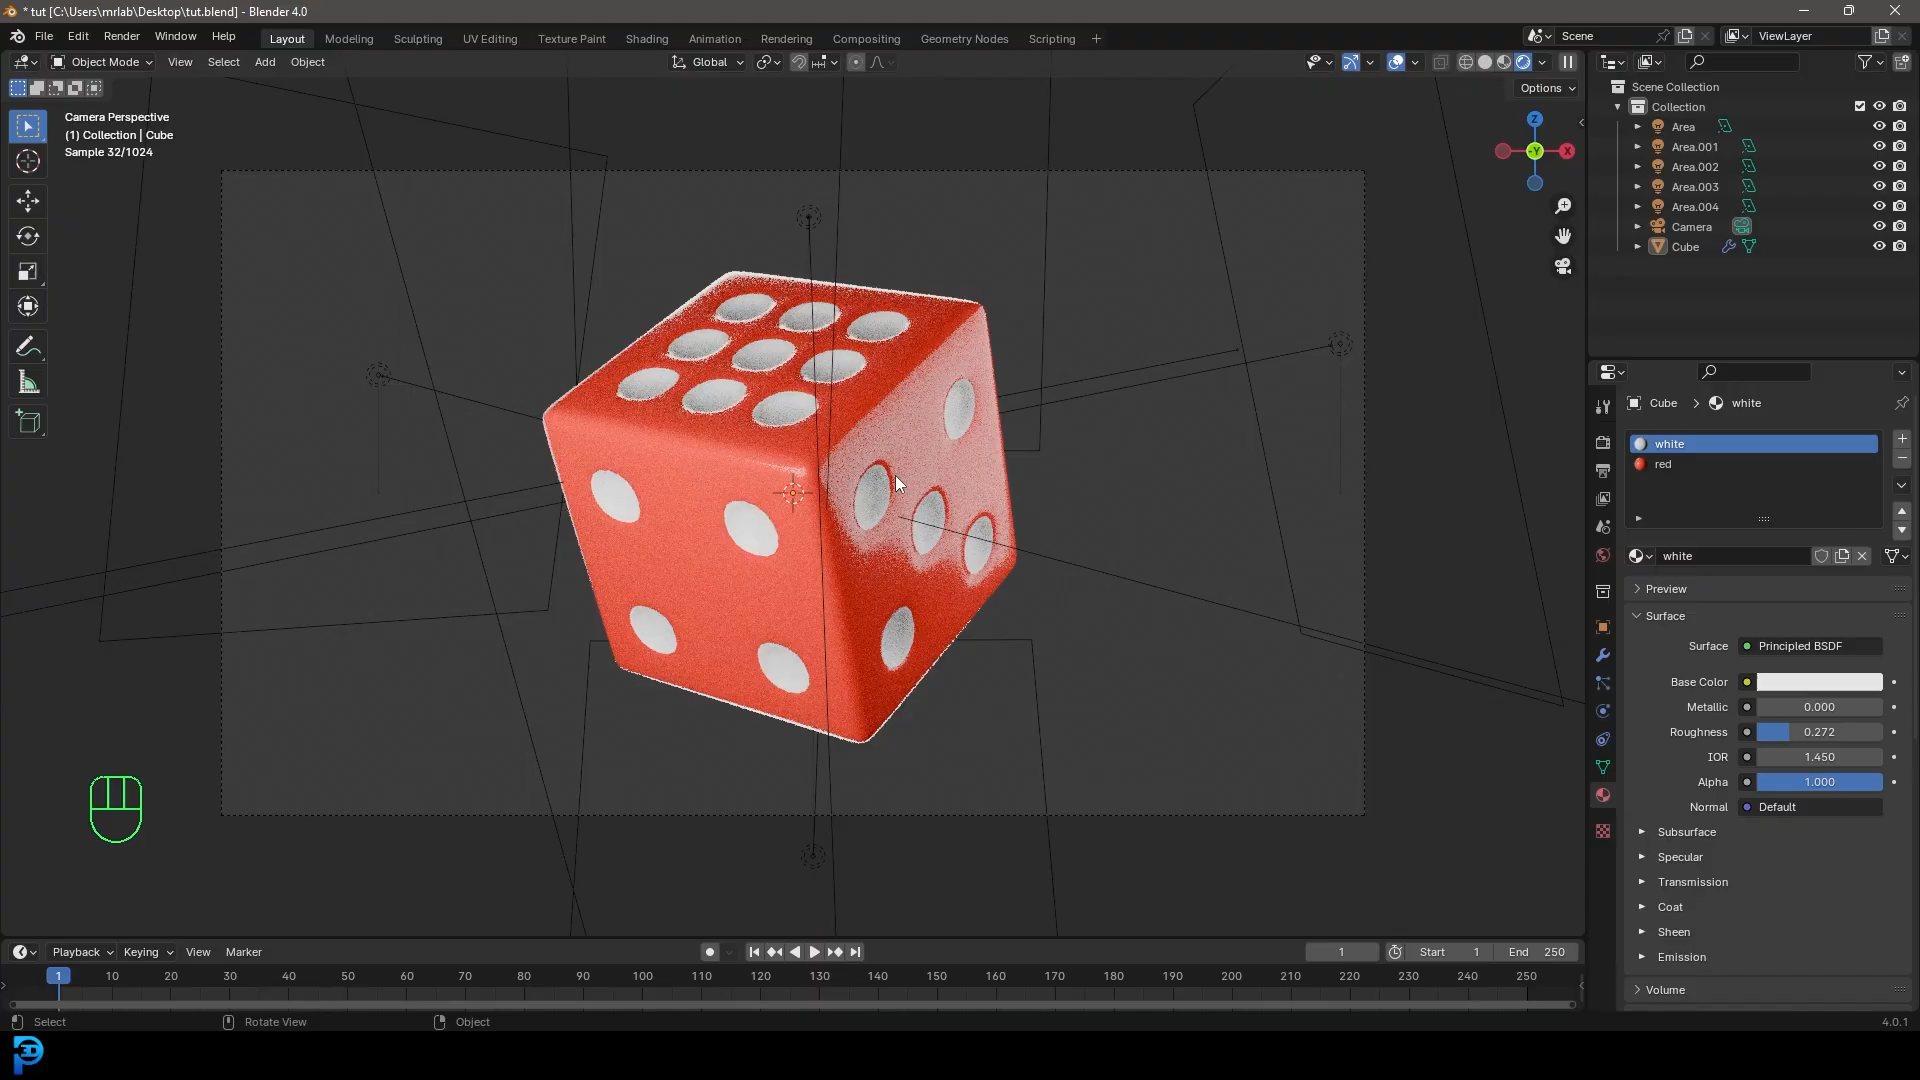 * tut [C:\Users\mrlab\Desktop\tut.blend] - Blender 4.0
File Edit Render Window Help
Layout Modeling Sculpting UV Editing Texture Paint Shading Animation Rendering Compositing Geometry Nodes Scripting +
Scene
ViewLayer
Object Mode View Select Add Object
Global
Options
Camera Perspective
(1) Collection | Cube
Sample 32/1024
Z
-Y
X
Scene Collection
Collection
Area
Area.001
Area.002
Area.003
Area.004
Camera
Cube
Cube > white
white
red
white
Preview
Surface
Surface Principled BSDF
Base Color
Metallic 0.000
Roughness 0.272
IOR 1.450
Alpha 1.000
Normal Default
Subsurface
Specular
Transmission
Coat
Sheen
Emission
Volume
Playback Keying View Marker
1 Start 1 End 250
1 10 20 30 40 50 60 70 80 90 100 110 120 130 140 150 160 170 180 190 200 210 220 230 240 250
Select Rotate View Object
4.0.1
3D